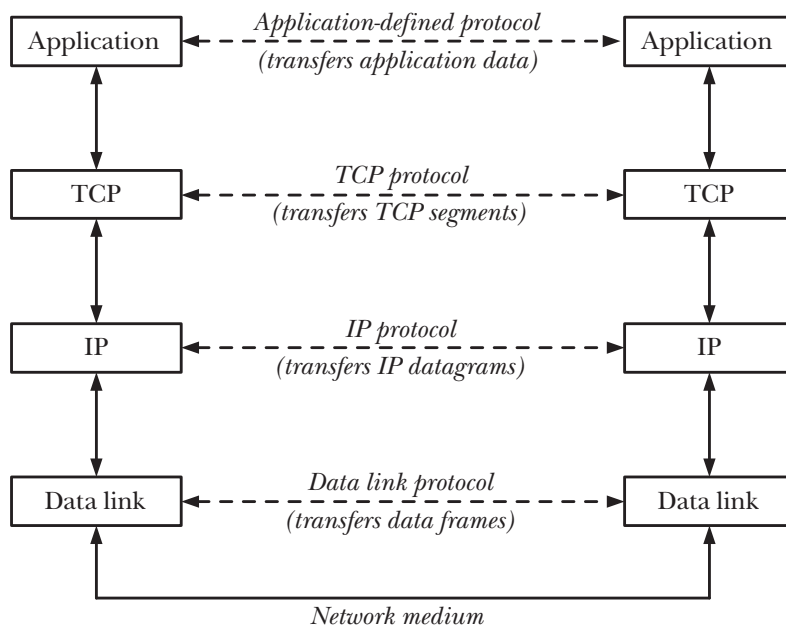 Application
Application-defined protocol
(transfers application data)
Application
TCP
TCP protocol
(transfers TCP segments)
TCP
IP
IP protocol
(transfers IP datagrams)
IP
Data link
Data link protocol
(transfers data frames)
Data link
Network medium